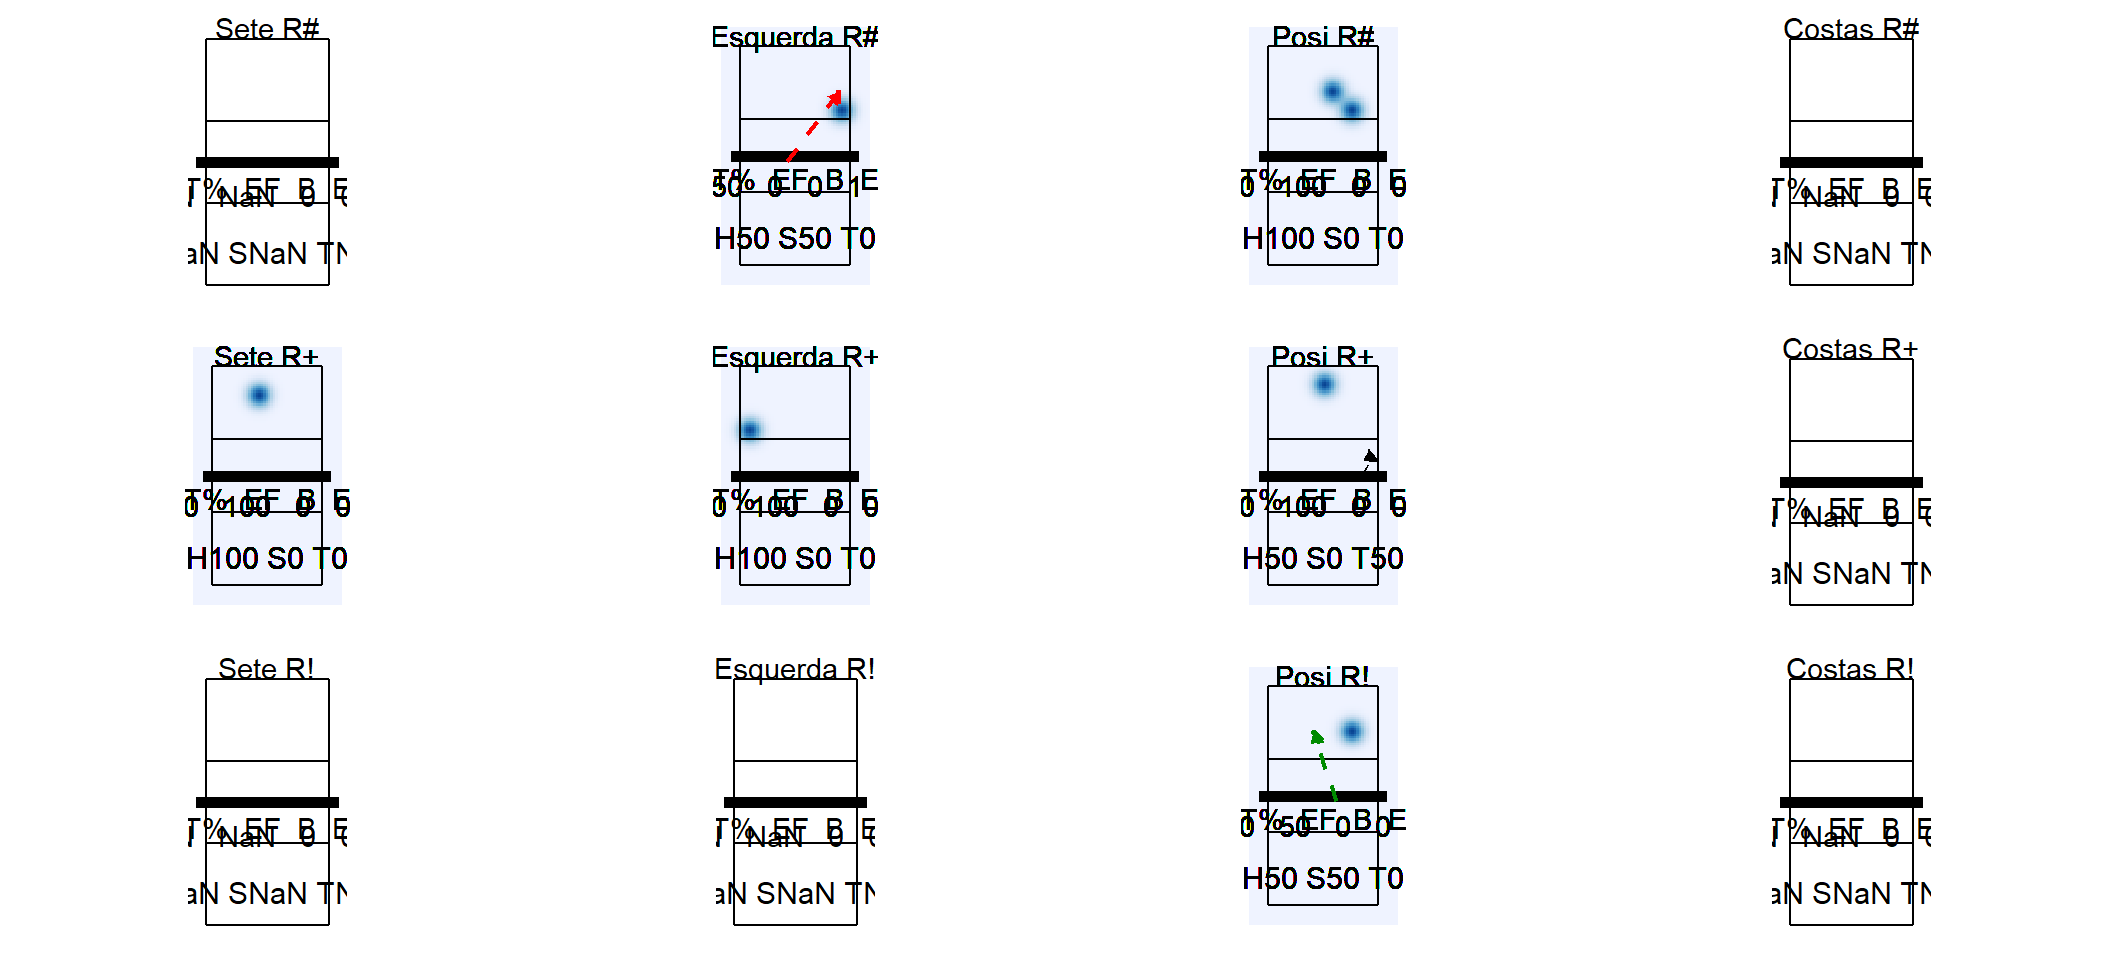 Sete R#
Esquerda R#
Posi R#
Costas R#
T% EF B E
NaN 0
T% EF B E
50 0 0 1
T% EF B E
0 100 0 0
T% EF B E
NaN 0
aN SNaN TN
H50 S50 T0
H100 S0 T0
aN SNaN TN
Sete R+
Esquerda R+
Posi R+
Costas R+
T% EF B E
0 100 0 0
T% EF B E
0 100 0 0
T% EF B E
0 100 0 0
T% EF B E
NaN 0
H100 S0 T0
H100 S0 T0
H50 S0 T50
aN SNaN TN
Sete R!
Esquerda R!
Posi R!
Costas R!
T% EF B E
NaN 0
T% EF B E
NaN 0
T% EF B E
0 50 0 0
T% EF B E
NaN 0
aN SNaN TN
aN SNaN TN
H50 S50 T0
aN SNaN TN